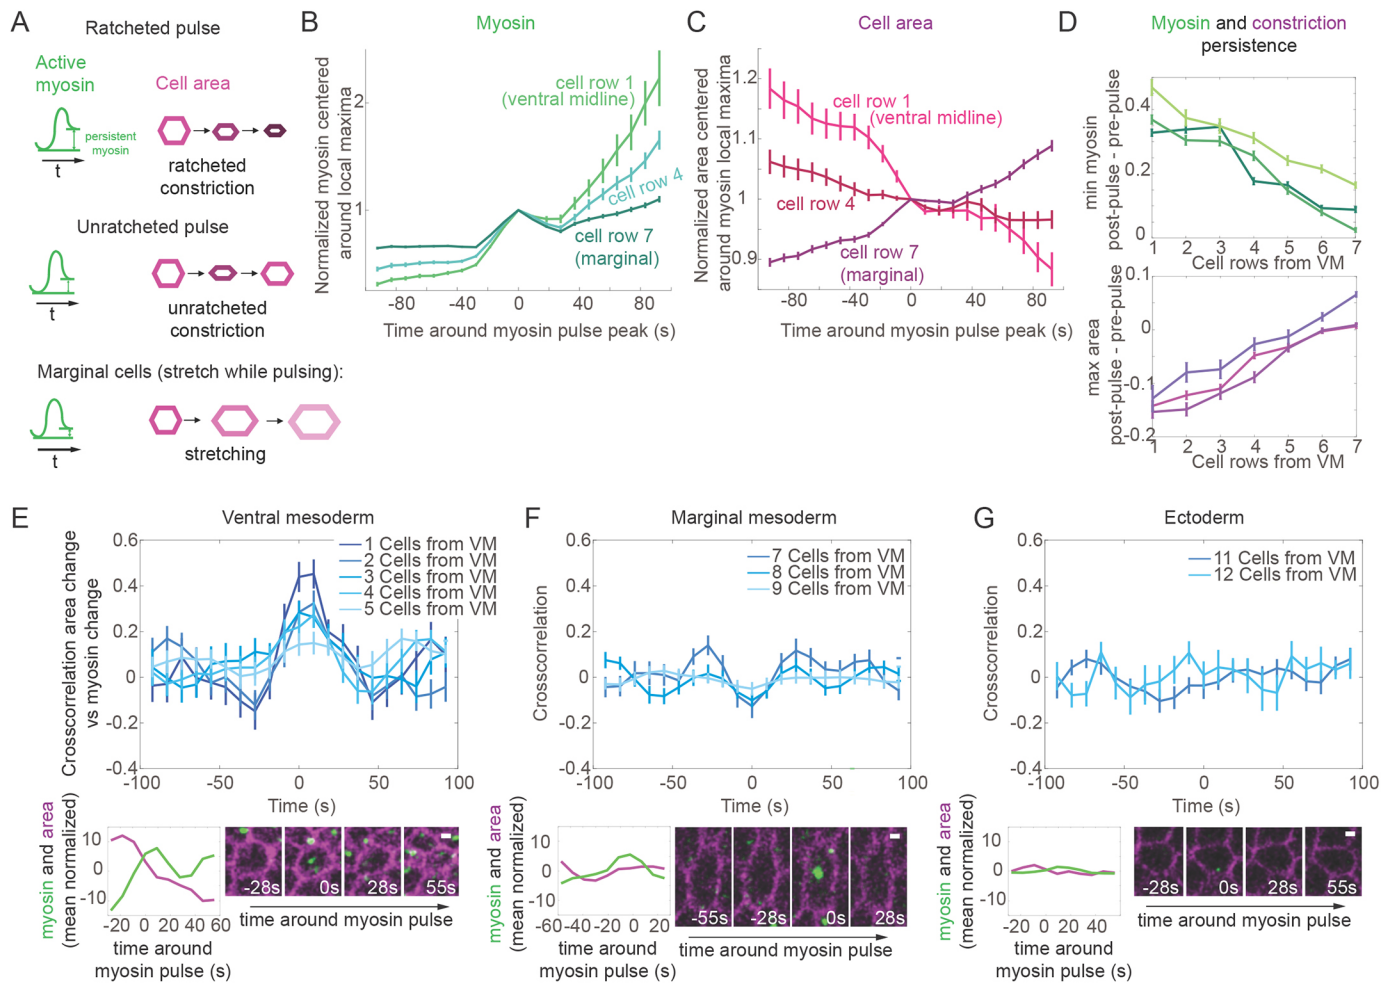 A
Ratcheted pulse
Active
myosin
Cell area
persistent
myosin
t
ratcheted
constriction
Unratcheted pulse
t
unratcheted
constriction
Marginal cells (stretch while pulsing):
t
stretching
B
Myosin
Normalized myosin centered
around local maxima
2
1
cell row 1
(ventral midline)
cell row 4
cell row 7
(marginal)
-80
-40
0
40
80
Time around myosin pulse peak (s)
C
Cell area
Normalized area centered
around myosin local maxima
1.2
1.1
1
0.9
cell row 1
(ventral midline)
cell row 4
cell row 7
(marginal)
-80
-40
0
40
80
Time around myosin pulse peak (s)
D
Myosin and constriction
persistence
min myosin
post-pulse - pre-pulse
0.4
0.2
0
1 2 3 4 5 6 7
Cell rows from VM
max area
post-pulse - pre-pulse
0.1
0
-0.1
-0.2
1 2 3 4 5 6 7
Cell rows from VM
E
Ventral mesoderm
Crosscorrelation area change
vs myosin change
0.6
0.4
0.2
0
-0.2
-0.4
1 Cells from VM
2 Cells from VM
3 Cells from VM
4 Cells from VM
5 Cells from VM
-100
-50
0
50
100
Time (s)
myosin and area
(mean normalized)
10
0
-10
-20 0 20 40 60
time around
myosin pulse (s)
-28s
0s
28s
55s
time around myosin pulse
F
Marginal mesoderm
Crosscorrelation
0.6
0.4
0.2
0
-0.2
-0.4
7 Cells from VM
8 Cells from VM
9 Cells from VM
-100
-50
0
50
100
Time (s)
myosin and area
(mean normalized)
10
0
-10
-60 -40 -20 0 20
time around
myosin pulse (s)
-55s
-28s
0s
28s
time around myosin pulse
G
Ectoderm
Crosscorrelation
0.6
0.4
0.2
0
-0.2
-0.4
11 Cells from VM
12 Cells from VM
-100
-50
0
50
100
Time (s)
myosin and area
(mean normalized)
10
0
-10
-20 0 20 40
time around
myosin pulse (s)
-28s
0s
28s
55s
time around myosin pulse